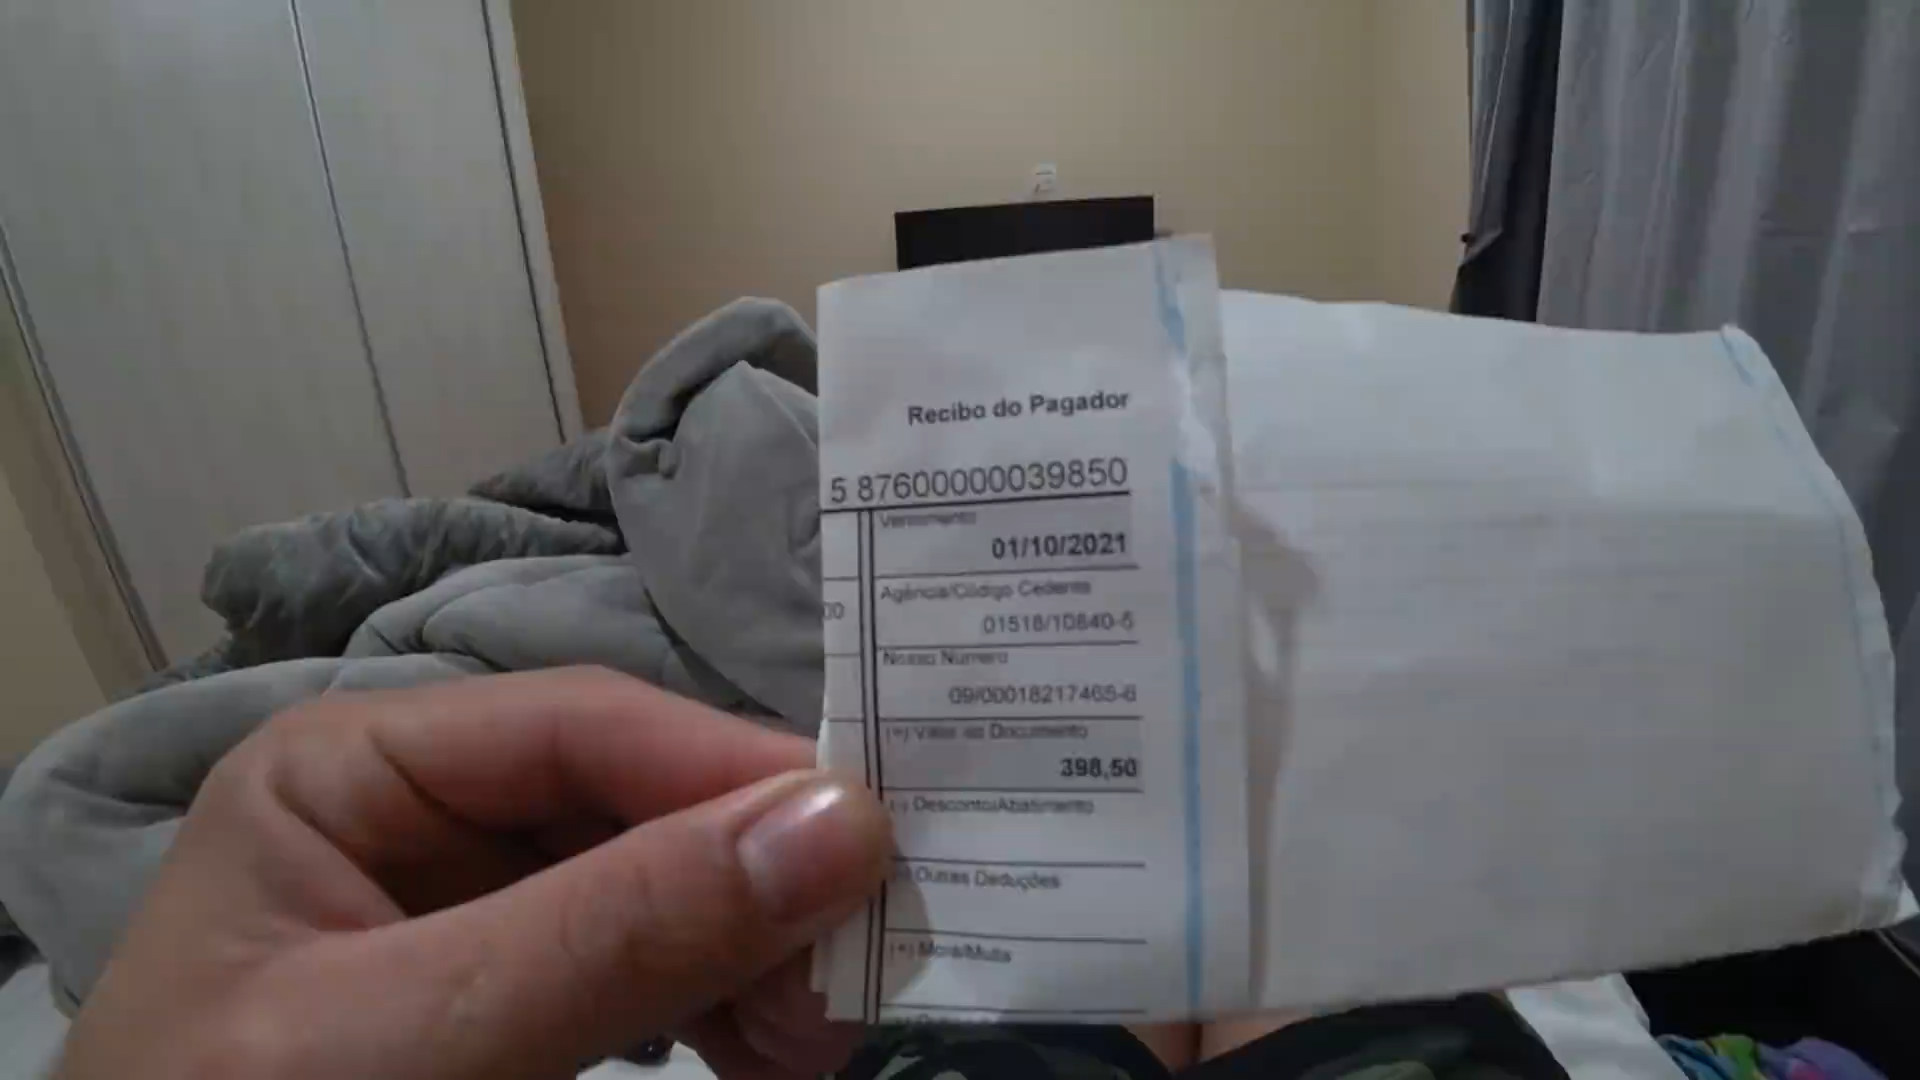 Recibo do Pagador
5 87600000039850
Vencimento
01/10/2021
Agência/Código Cedente
00
01518/10840-5
Nosso Número
09/00018217465-6
(=) Valor do Documento
398,50
(-) Desconto/Abatimento
(-) Outras Deduções
(+) Mora/Multa